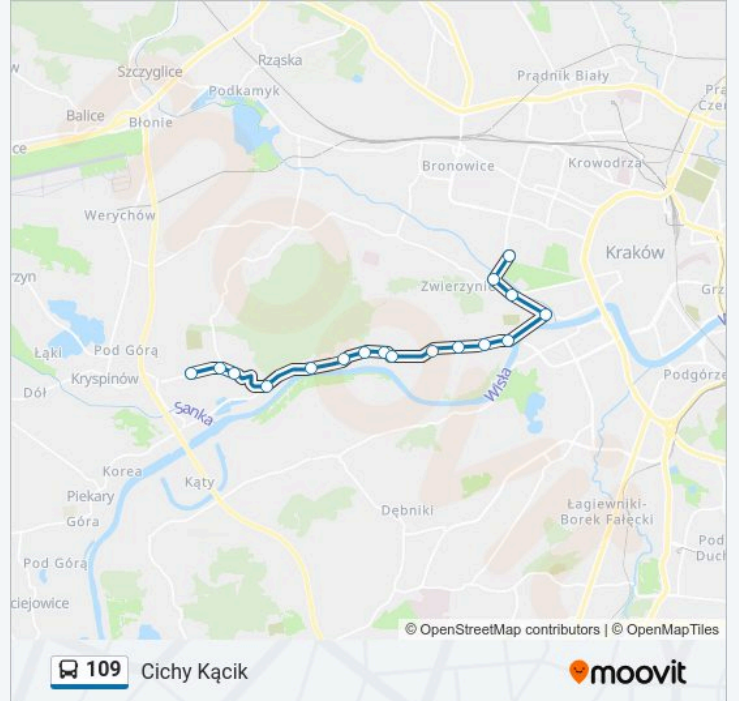 Rząska
Szczyglice
Prądnik Biały
Podkamyk
Balice
Błonie
Bronowice
Krowodrza
Werychów
Kraków
Łąki
Pod Górą
Kryspinów
Podgórze
Dół
Sanka
Wisła
Korea
Kąty
Piekary
Góra
Dębniki
Łagiewniki-
Borek Fałęcki
Pod Górą
© OpenStreetMap contributors | © OpenMapTiles
109 Cichy Kącik
moovit